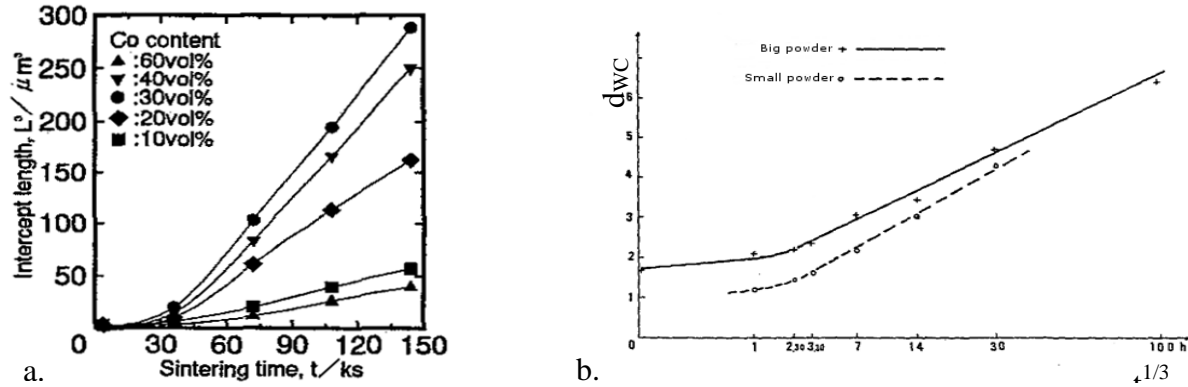 300
250
200
150
100
50
0
Intercept length, L³/μm³
Co content
▲:60vol%
▼:40vol%
●:30vol%
◆:20vol%
■:10vol%
30 60 90 120 150
Sintering time, t/ks
a.
dwc
6
5
4
3
2
1
Big powder +
Small powder o
0 1 2,30 3,30 7 14 30 100 h
t1/3
b.